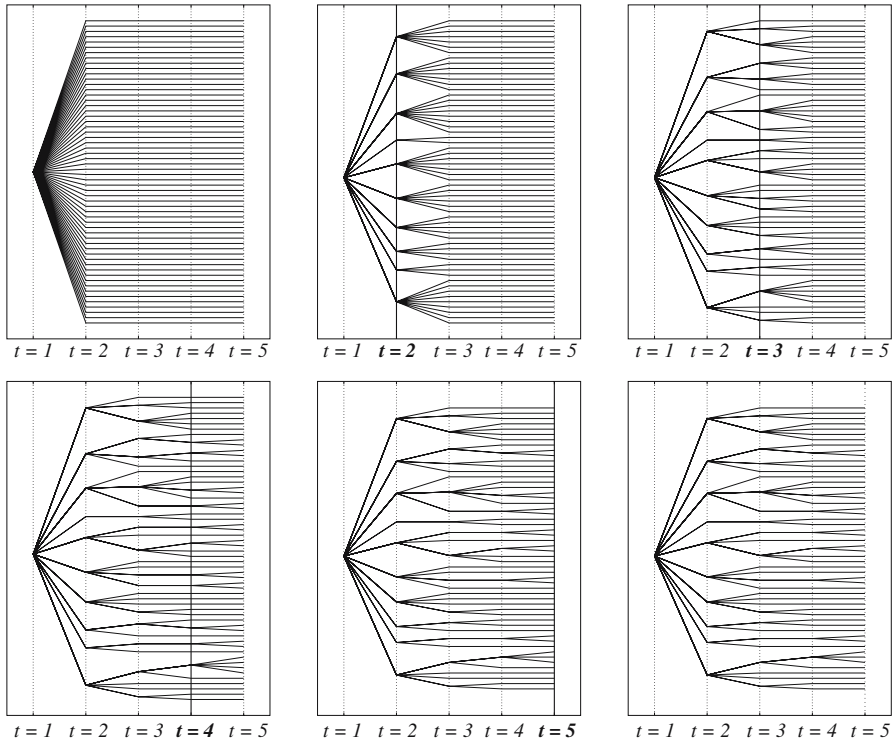 t = 1 t = 2 t = 3 t = 4 t = 5
t = 1 t = 2 t = 3 t = 4 t = 5
t = 1 t = 2 t = 3 t = 4 t = 5
t = 1 t = 2 t = 3 t = 4 t = 5
t = 1 t = 2 t = 3 t = 4 t = 5
t = 1 t = 2 t = 3 t = 4 t = 5